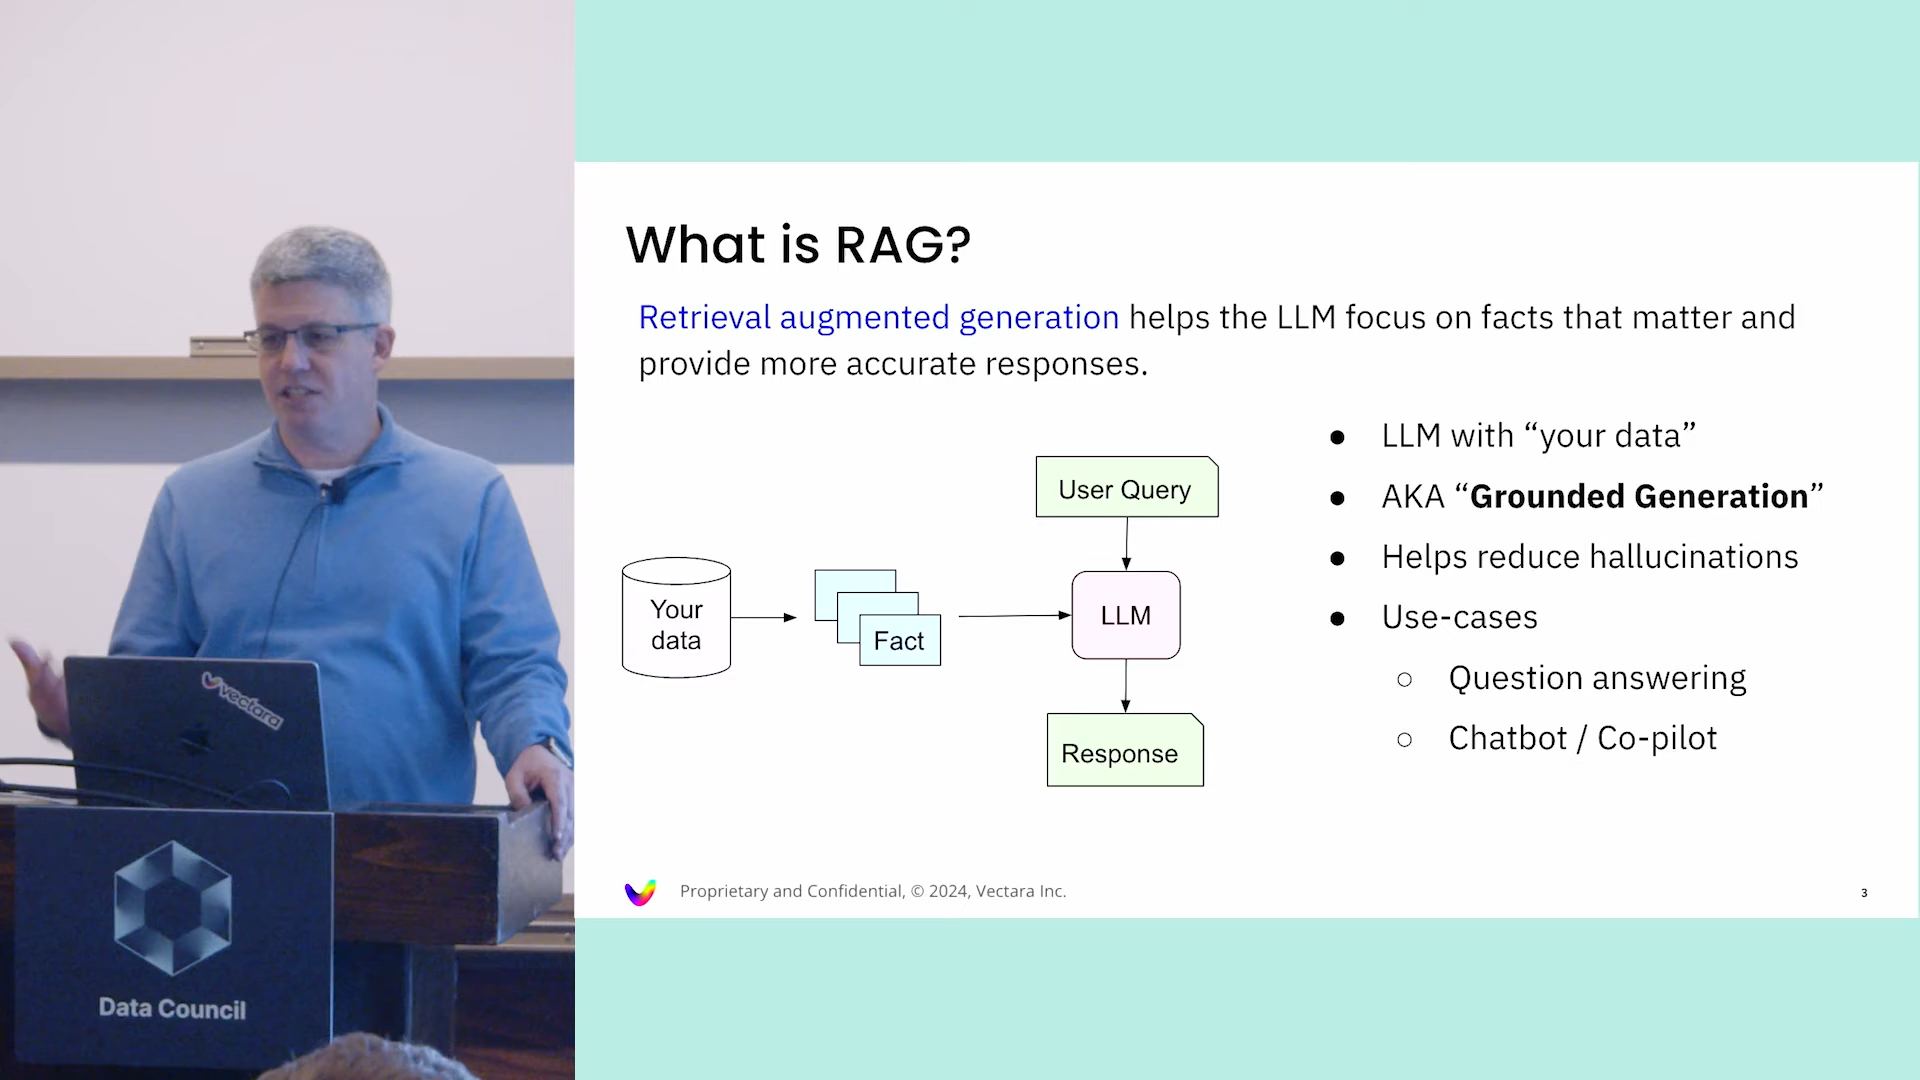 What is RAG?
Retrieval augmented generation helps the LLM focus on facts that matter and
provide more accurate responses.
● LLM with “your data”
● AKA “Grounded Generation”
● Helps reduce hallucinations
● Use-cases
○ Question answering
○ Chatbot / Co-pilot
User Query
Your
data
Fact
LLM
Response
Proprietary and Confidential, © 2024, Vectara Inc.
3
vectara
Data Council